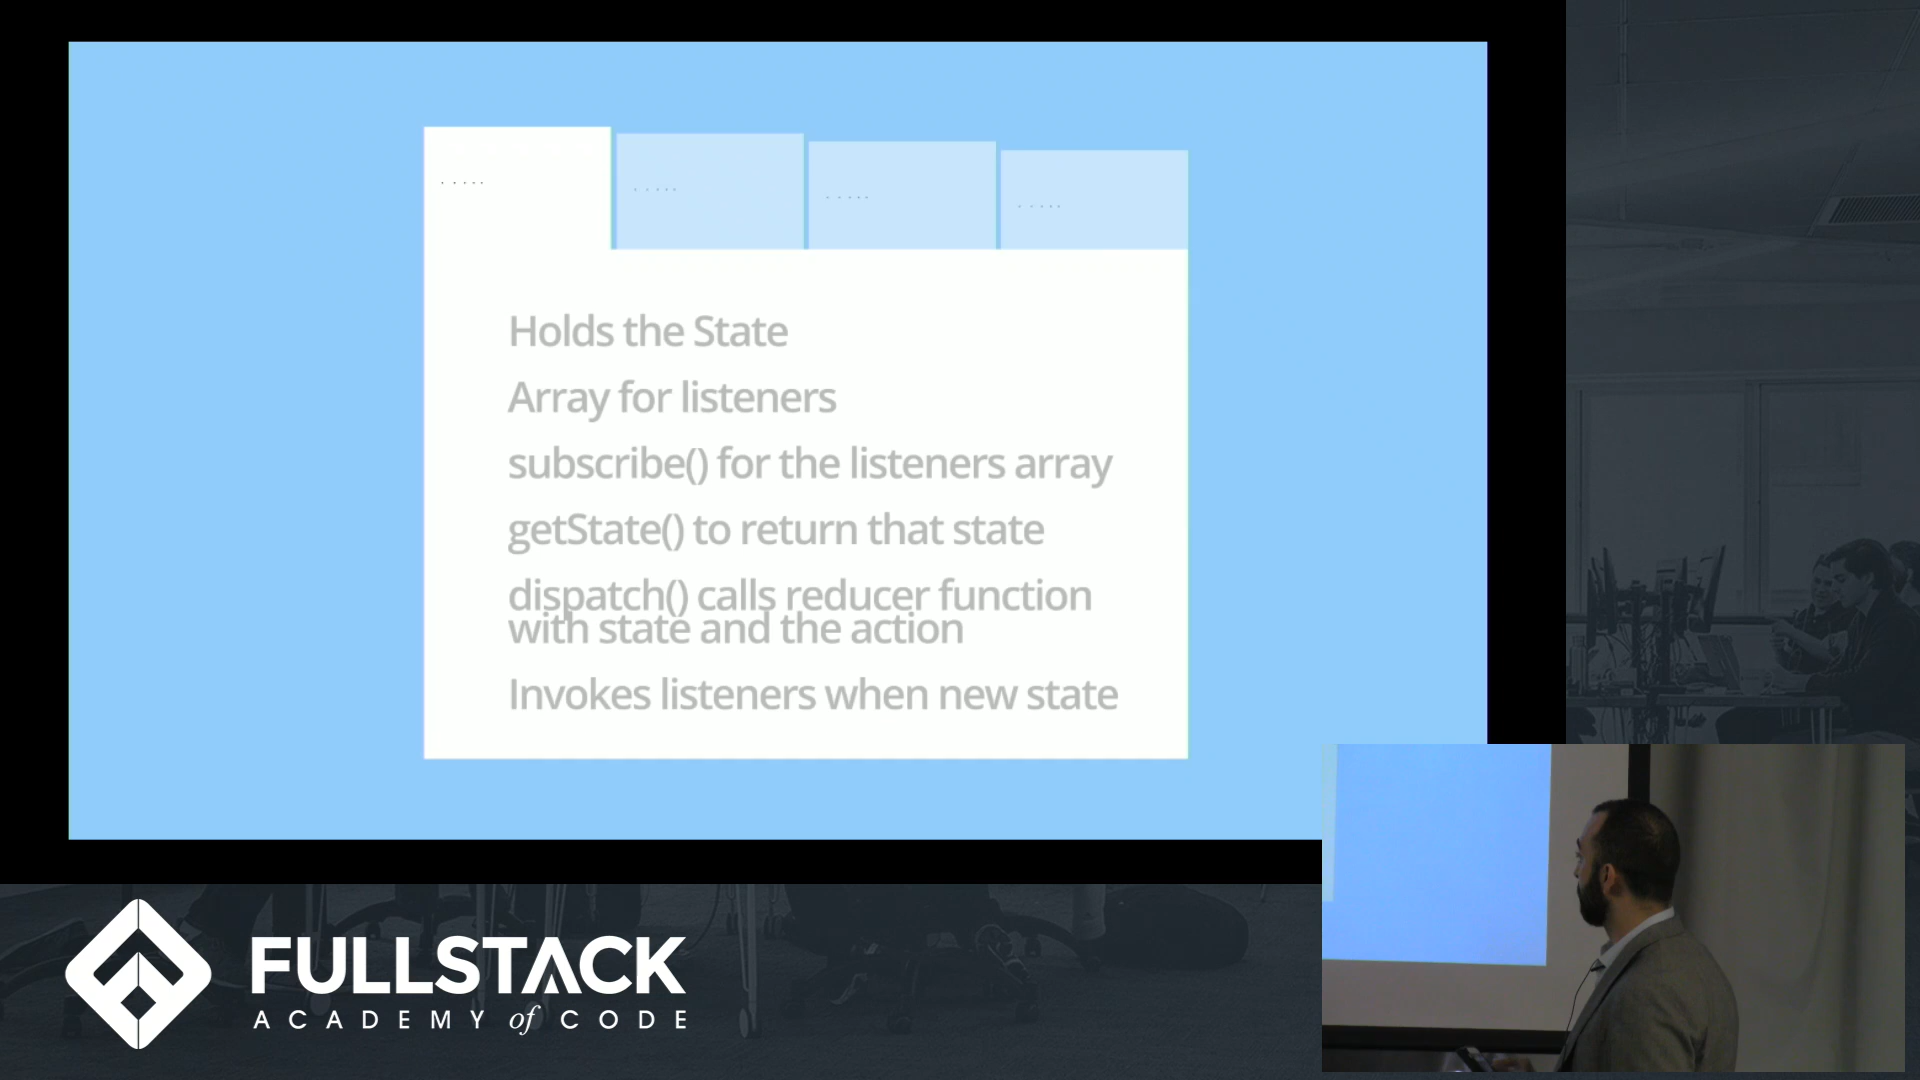 Holds the State
Array for listeners
subscribe() for the listeners array
getState() to return that state
dispatch() calls reducer function
with state and the action
Invokes listeners when new state
FULLSTACK
ACADEMY of CODE